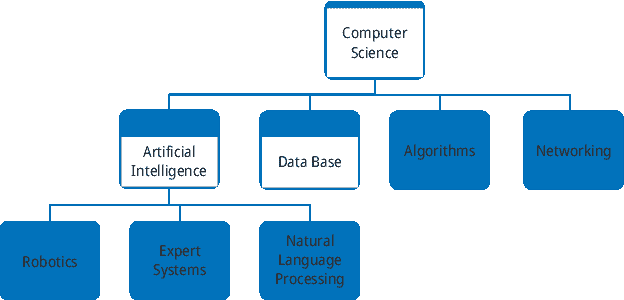 Computer
Science
Artificial
Intelligence
Data Base
Algorithms
Networking
Robotics
Expert
Systems
Natural
Language
Processing